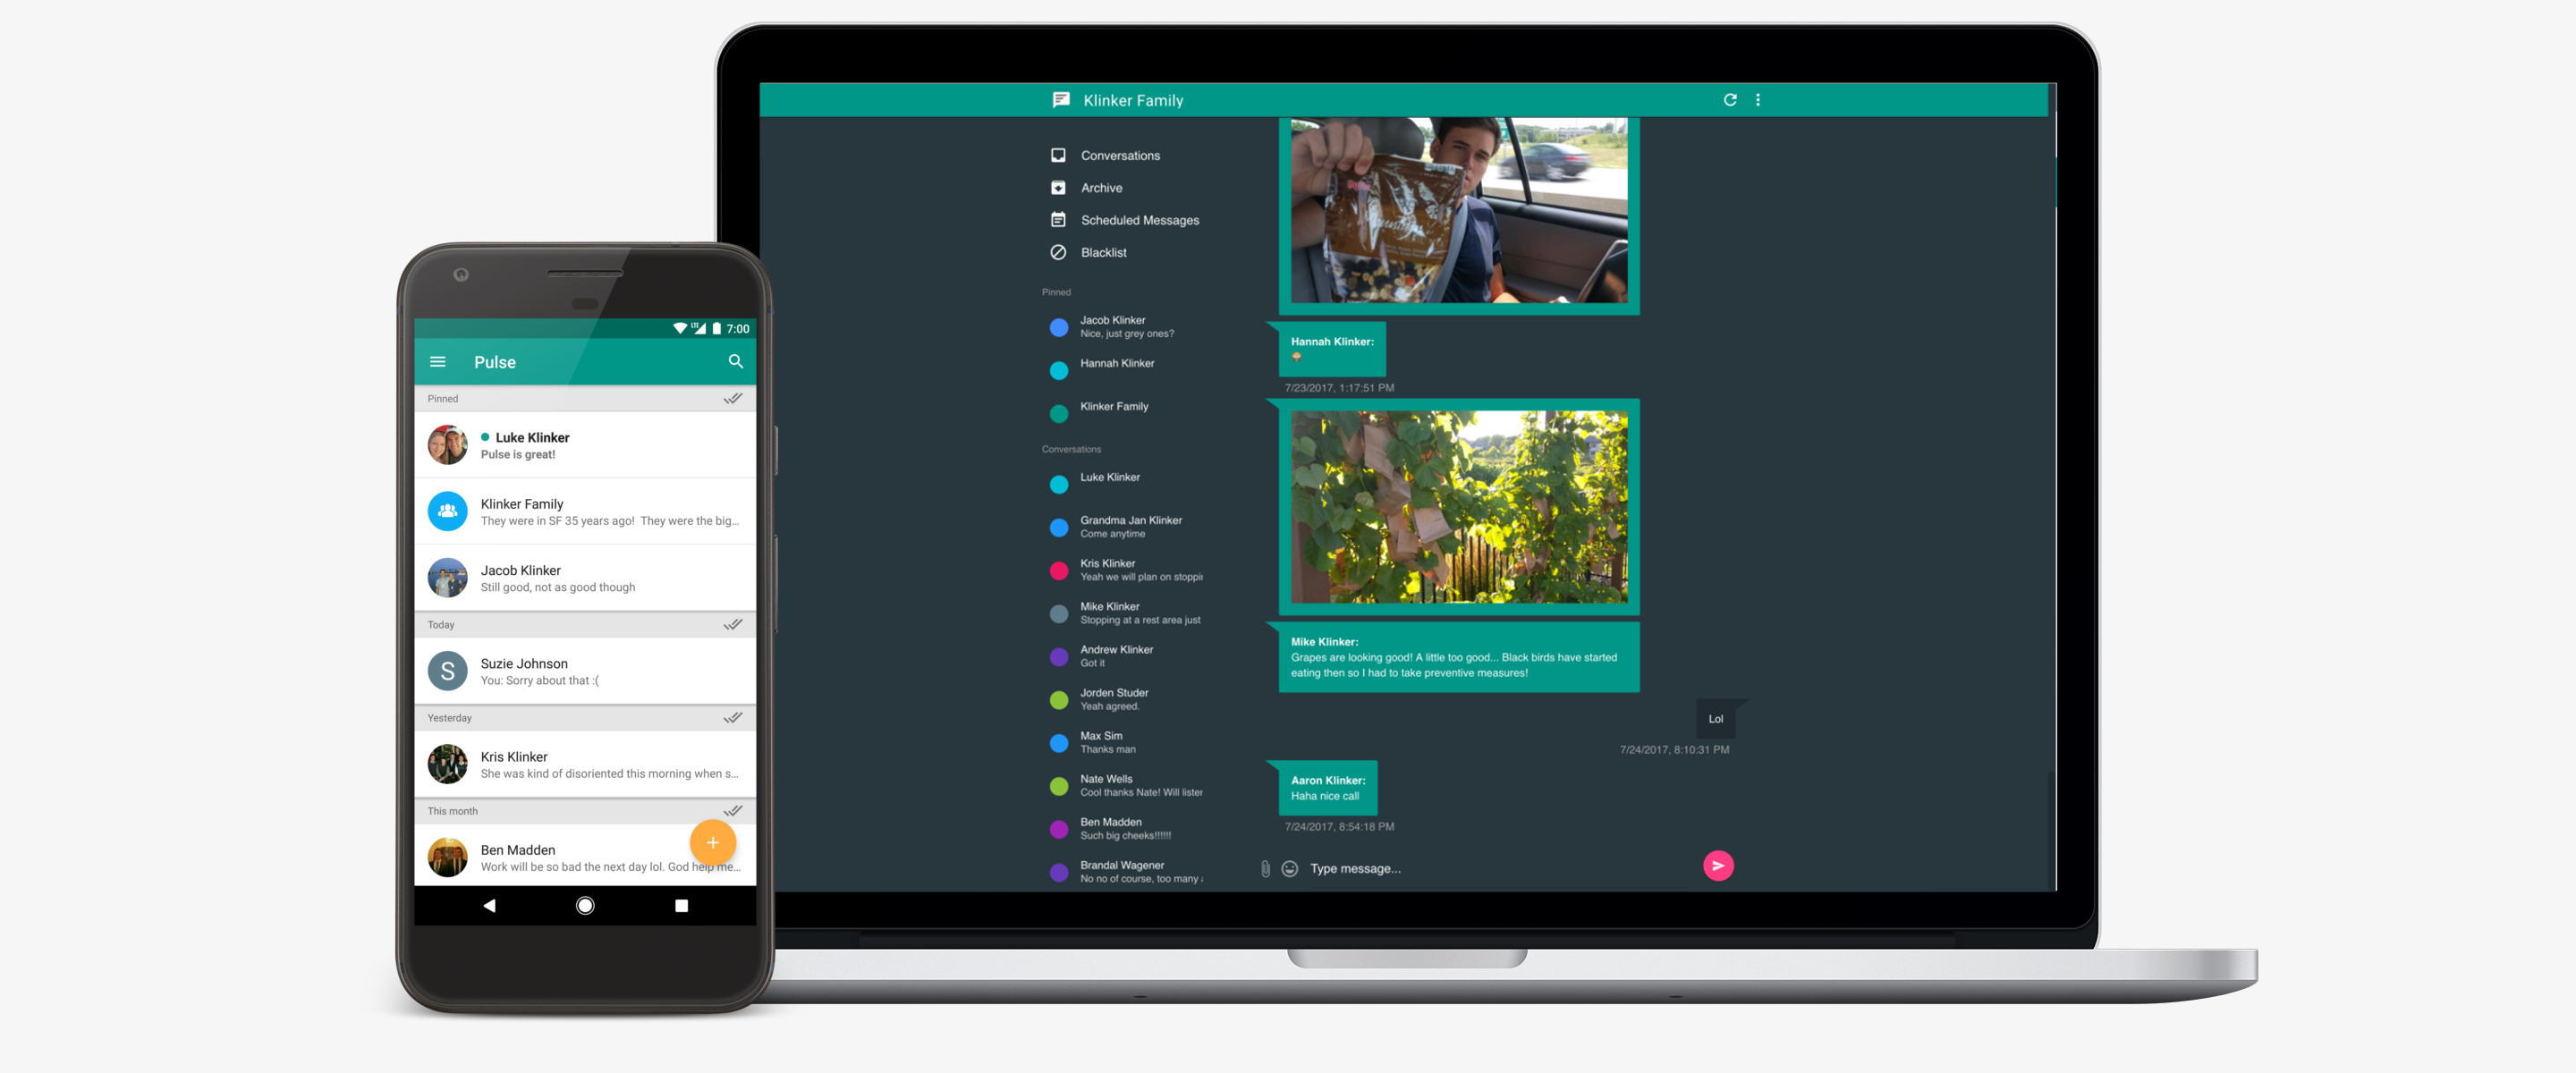 7:00
Pulse
Pinned
Luke Klinker
Pulse is great!
Klinker Family
They were in SF 35 years ago! They were the big...
Jacob Klinker
Still good, not as good though
Today
S
Suzie Johnson
You: Sorry about that :(
Yesterday
Kris Klinker
She was kind of disoriented this morning when s...
This month
Ben Madden
Work will be so bad the next day lol. God help me...
Klinker Family
Conversations
Archive
Scheduled Messages
Blacklist
Pinned
Jacob Klinker
Nice, just grey ones?
Hannah Klinker
Klinker Family
Conversations
Luke Klinker
Grandma Jan Klinker
Come anytime
Kris Klinker
Yeah we will plan on stoppi
Mike Klinker
Stopping at a rest area just
Andrew Klinker
Got it
Jorden Studer
Yeah agreed.
Max Sim
Thanks man
Nate Wells
Cool thanks Nate! Will lister
Ben Madden
Such big cheeks!!!!!!
Brandal Wagener
No no of course, too many
Hannah Klinker:
7/23/2017, 1:17:51 PM
Mike Klinker:
Grapes are looking good! A little too good... Black birds have started
eating then so I had to take preventive measures!
Lol
7/24/2017, 8:10:31 PM
Aaron Klinker:
Haha nice call
7/24/2017, 8:54:18 PM
Type message...